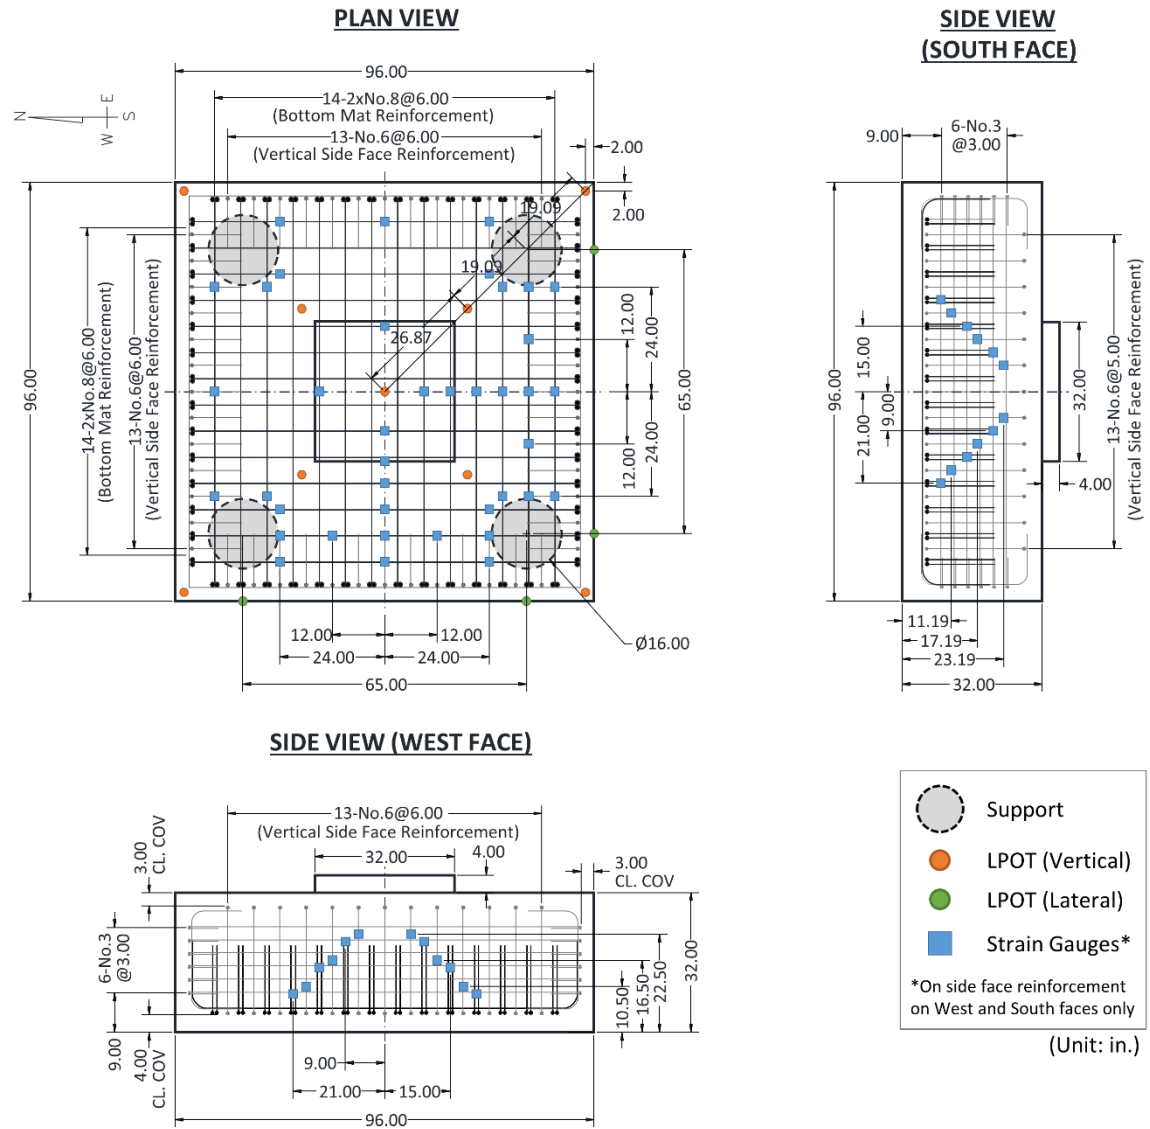 PLAN VIEW
96.00
14-2xNo.8@6.00
(Bottom Mat Reinforcement)
13-No.6@6.00
(Vertical Side Face Reinforcement)
N
E
S
W
2.00
2.00
19.09
19.09
26.87
96.00
14-2xNo.8@6.00
(Bottom Mat Reinforcement)
13-No.6@6.00
(Vertical Side Face Reinforcement)
12.00
24.00
65.00
12.00
24.00
12.00
12.00
24.00
24.00
65.00
Ø16.00
SIDE VIEW
(SOUTH FACE)
9.00
6-No.3
@3.00
96.00
15.00
9.00
21.00
32.00
13-No.6@5.00
(Vertical Side Face Reinforcement)
4.00
11.19
17.19
23.19
32.00
SIDE VIEW (WEST FACE)
13-No.6@6.00
(Vertical Side Face Reinforcement)
32.00
4.00
3.00
CL. COV
3.00
CL. COV
6-No.3
@3.00
9.00
4.00
CL. COV
10.50
16.50
22.50
32.00
9.00
21.00
15.00
96.00
Support
LPOT (Vertical)
LPOT (Lateral)
Strain Gauges*
*On side face reinforcement
on West and South faces only
(Unit: in.)